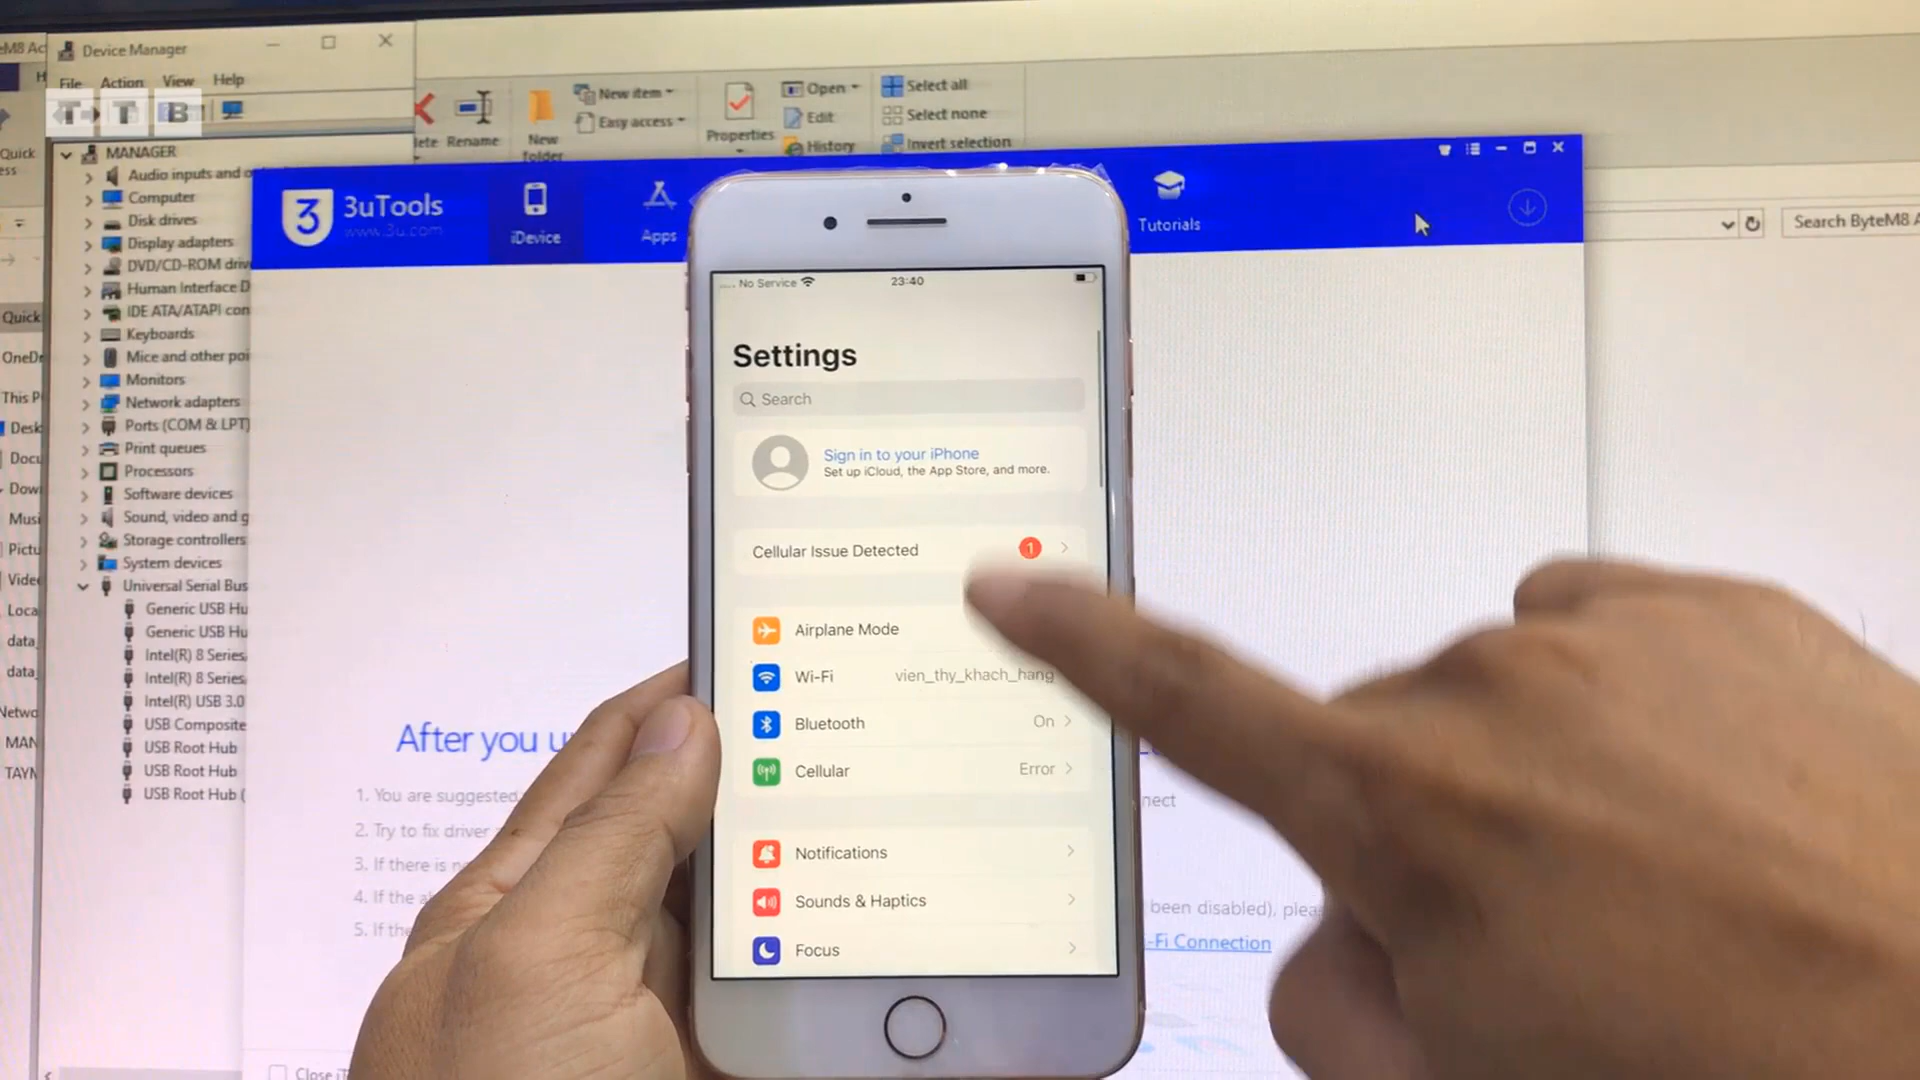 Device Manager
File Action View Help
T T B
MANAGER
Audio inputs and
Computer
Disk drives
Display adapters
DVD/CD-ROM
Human Interface D
IDE ATA/ATAPI con
Keyboards
Mice and other poi
Monitors
Network adapters
Ports (COM & LPT)
Print queues
Processors
Software devices
Sound, video and g
Storage controllers
System devices
Universal Serial Bus
Generic USB Hu
Generic USB Hu
Intel(R) 8 Series
Intel(R) 8 Series
Intel(R) USB 3.0
USB Composite
USB Root Hub
USB Root Hub
USB Root Hub (
Quick
Quick
OneDr
This P
Desk
Docu
Dow
Musi
Pictu
Vide
Loca
data
data
Netwo
MAN
TAYN
Rename
New
folder
New item
Easy access
Properties
Open
Edit
History
Select all
Select none
Invert selection
Search ByteM8 A
3 3uTools
www.3u.com
iDevice
Apps
Tutorials
After you u
1. You are suggested
2. Try to fix driver
3. If there is
4. If the
5. If the
nect
been disabled), plea
-Fi Connection
No Service 23:40
Settings
Search
Sign in to your iPhone
Set up iCloud, the App Store, and more.
Cellular Issue Detected 1
Airplane Mode
Wi-Fi vien_thy_khach_hang
Bluetooth On
Cellular Error
Notifications
Sounds & Haptics
Focus